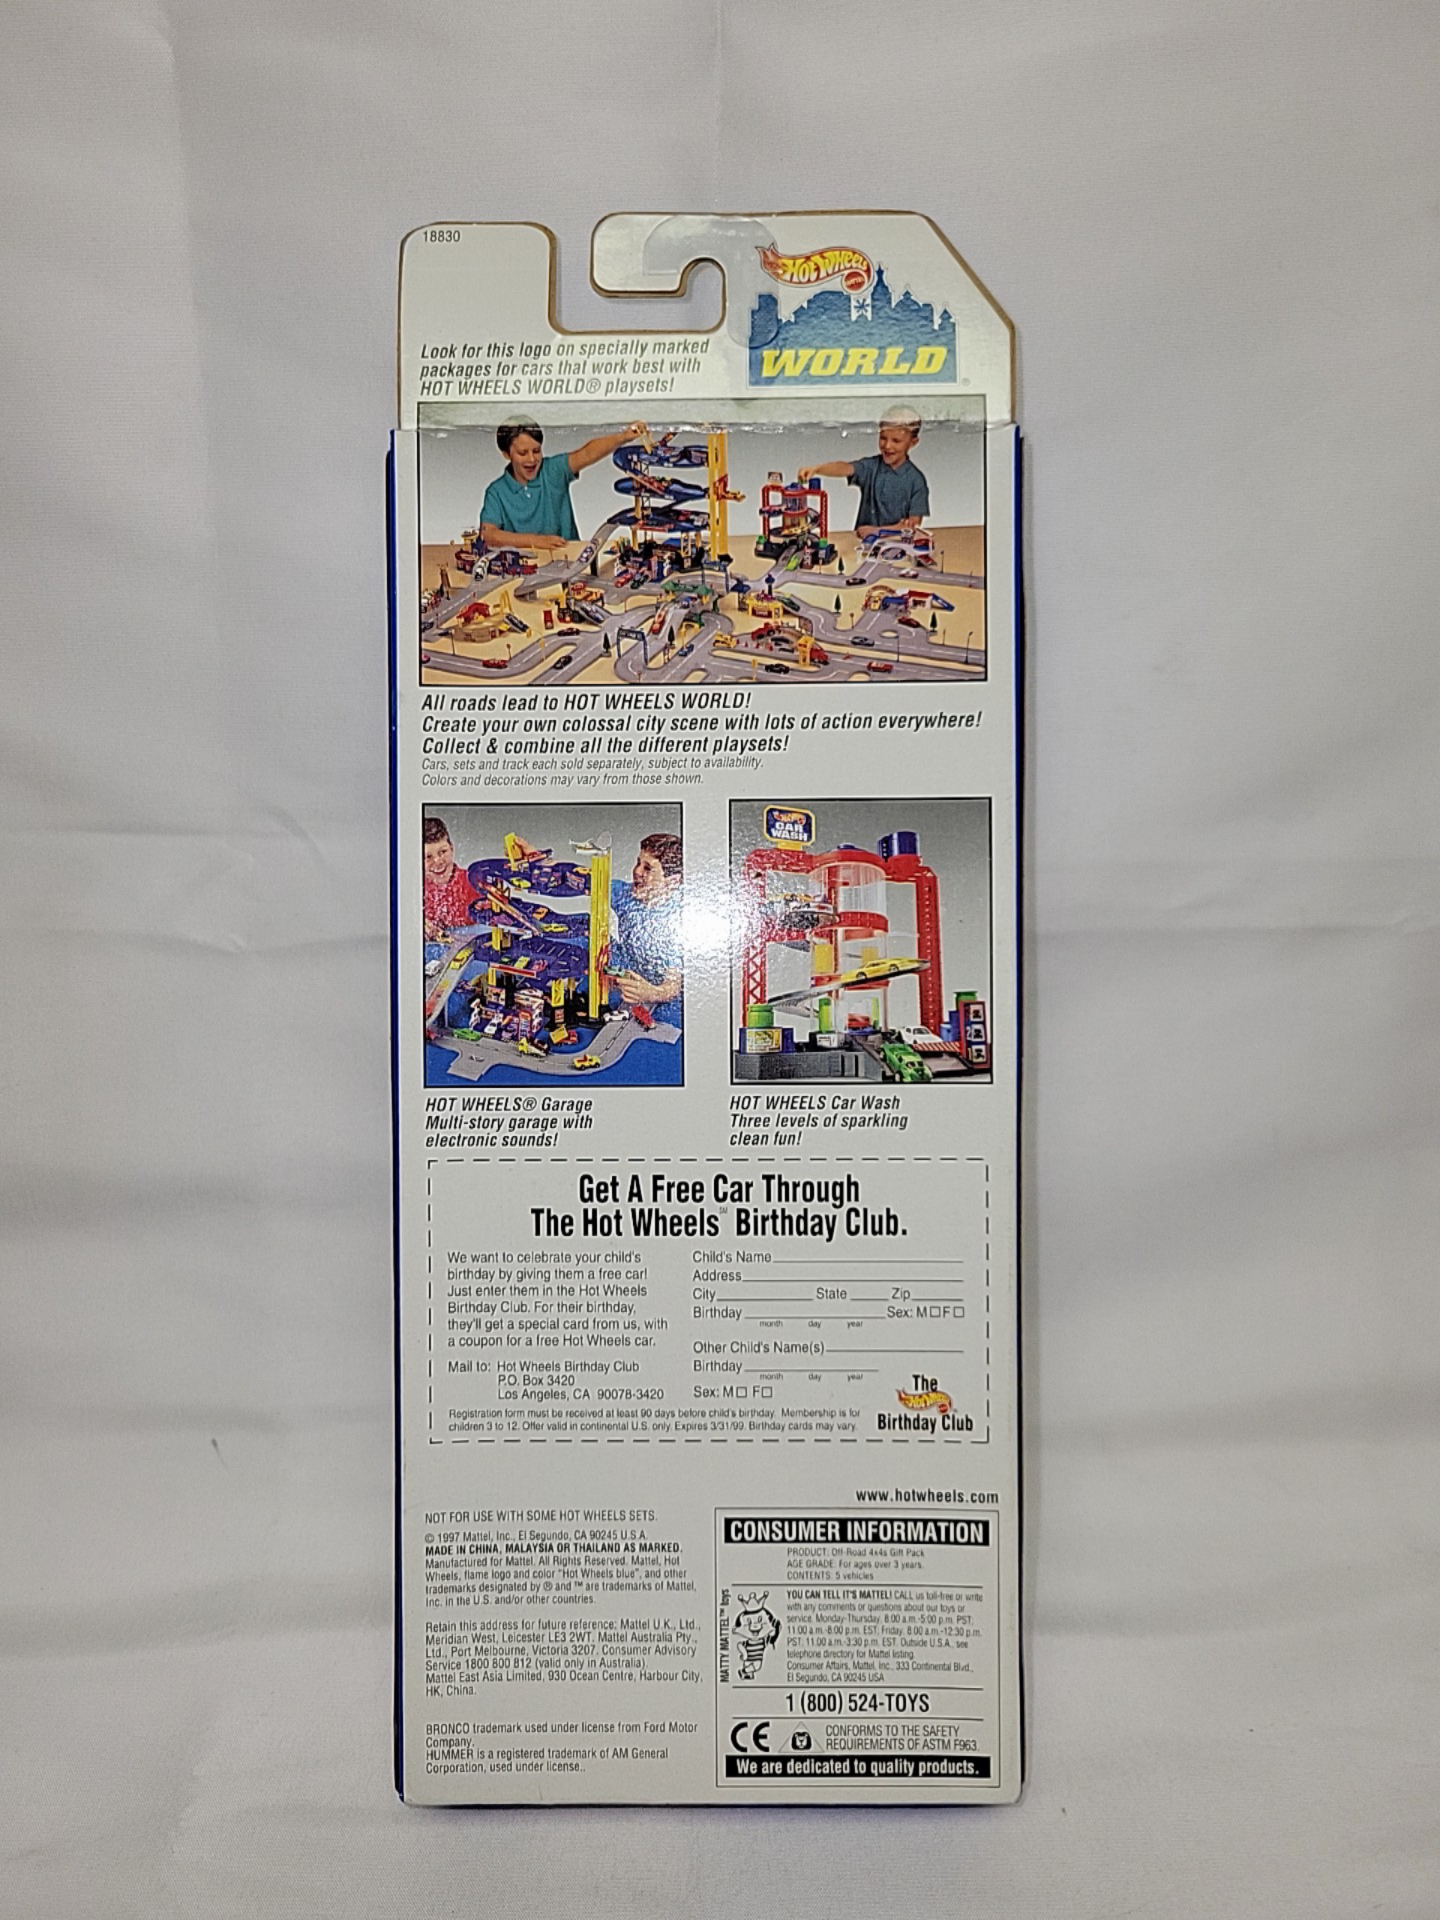 18830
HOT WHEELS
WORLD
®
Look for this logo on specially marked
packages for cars that work best with
HOT WHEELS WORLD® playsets!
All roads lead to HOT WHEELS WORLD!
Create your own colossal city scene with lots of action everywhere!
Collect & combine all the different playsets!
Cars, sets and track each sold separately, subject to availability.
Colors and decorations may vary from those shown.
CAR
WASH
HOT WHEELS® Garage
Multi-story garage with
electronic sounds!
HOT WHEELS Car Wash
Three levels of sparkling
clean fun!
Get A Free Car Through
The Hot Wheels℠ Birthday Club.
We want to celebrate your child's
birthday by giving them a free car!
Just enter them in the Hot Wheels
Birthday Club. For their birthday,
they'll get a special card from us, with
a coupon for a free Hot Wheels car.
Mail to: Hot Wheels Birthday Club
P.O. Box 3420
Los Angeles, CA 90078-3420
Child's Name
Address
City State Zip
Birthday Sex: M☐ F☐
month day year
Other Child's Name(s)
Birthday
month day year
Sex: M☐ F☐
The
Hot Wheels
Birthday Club
Registration form must be received at least 90 days before child's birthday. Membership is for
children 3 to 12. Offer valid in continental U.S. only. Expires 3/31/99. Birthday cards may vary.
www.hotwheels.com
NOT FOR USE WITH SOME HOT WHEELS SETS.
© 1997 Mattel, Inc., El Segundo, CA 90245 U.S.A.
MADE IN CHINA, MALAYSIA OR THAILAND AS MARKED.
Manufactured for Mattel. All Rights Reserved. Mattel, Hot
Wheels, flame logo and color "Hot Wheels blue", and other
trademarks designated by ® and ™ are trademarks of Mattel,
Inc. in the U.S. and/or other countries.
Retain this address for future reference: Mattel U.K., Ltd.,
Meridian West, Leicester LE3 2WT. Mattel Australia Pty.,
Ltd., Port Melbourne, Victoria 3207. Consumer Advisory
Service 1800 800 812 (valid only in Australia).
Mattel East Asia Limited, 930 Ocean Centre, Harbour City,
HK, China.
BRONCO trademark used under license from Ford Motor
Company.
HUMMER is a registered trademark of AM General
Corporation, used under license..
CONSUMER INFORMATION
PRODUCT: Off-Road 4x4s Gift Pack
AGE GRADE: For ages over 3 years.
CONTENTS: 5 vehicles
MATTY MATTEL™ toys
YOU CAN TELL IT'S MATTEL! CALL us toll-free or write
with any comments or questions about our toys or
service. Monday-Thursday, 8:00 a.m.-5:00 p.m. PST,
11:00 a.m.-8:00 p.m. EST, Friday, 8:00 a.m.-12:30 p.m.
PST, 11:00 a.m.-3:30 p.m. EST. Outside U.S.A., see
telephone directory for Mattel listing.
Consumer Affairs, Mattel, Inc., 333 Continental Blvd.,
El Segundo, CA 90245 USA
1 (800) 524-TOYS
CE
CONFORMS TO THE SAFETY
REQUIREMENTS OF ASTM F963.
We are dedicated to quality products.